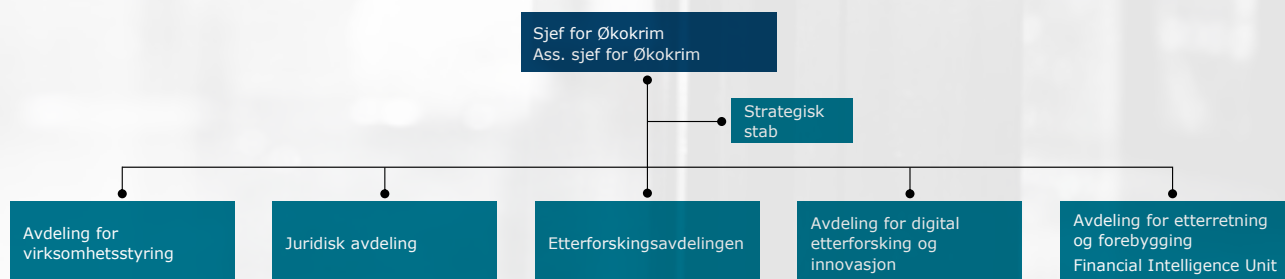 Sjef for Økokrim
Ass. sjef for Økokrim
Strategisk
stab
Avdeling for
virksomhetsstyring
Juridisk avdeling
Etterforskingsavdelingen
Avdeling for digital
etterforsking og
innovasjon
Avdeling for etterretning
og forebygging
Financial Intelligence Unit